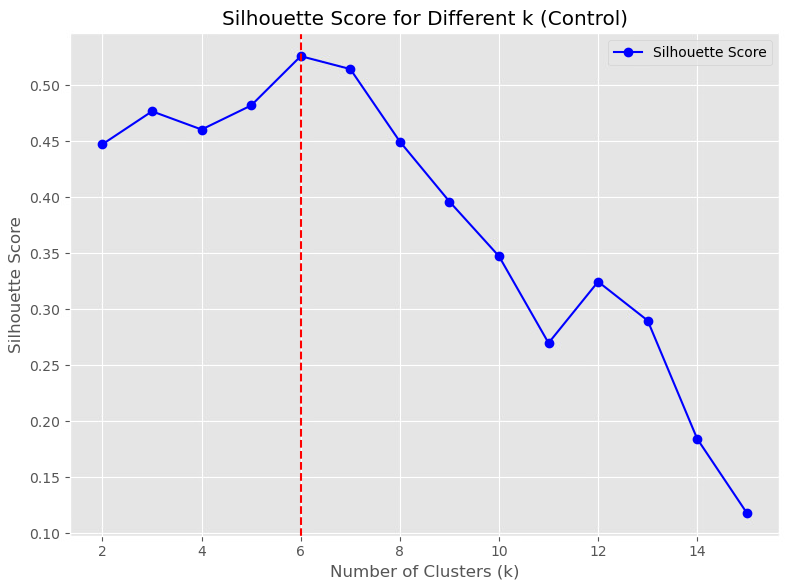 Silhouette Score for Different k (Control)
Silhouette Score
0.50
0.45
0.40
0.35
0.30
0.25
0.20
0.15
0.10
Silhouette Score
2 4 6 8 10 12 14
Number of Clusters (k)